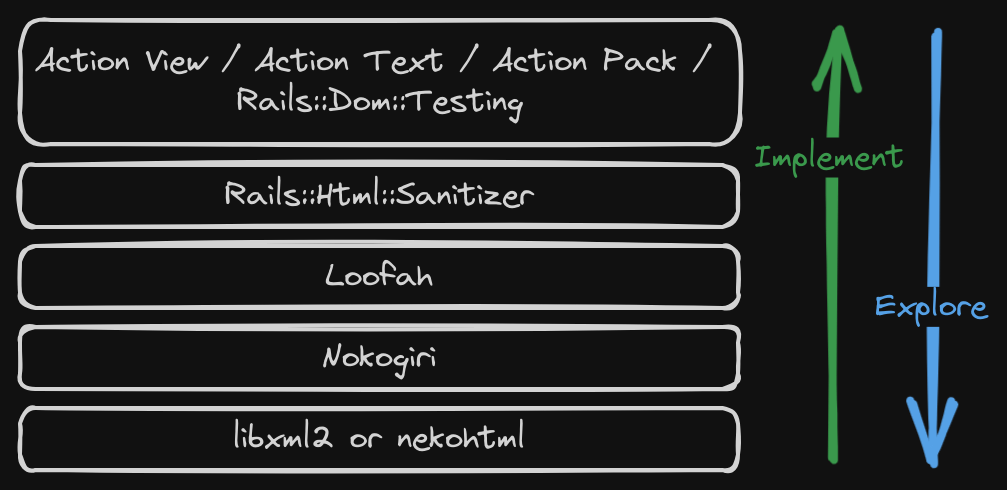 Action View / Action Text / Action Pack /
Rails::Dom::Testing
Implement
Rails::Html::Sanitizer
Loofah
Explore
Nokogiri
libxml2 or nekohtml